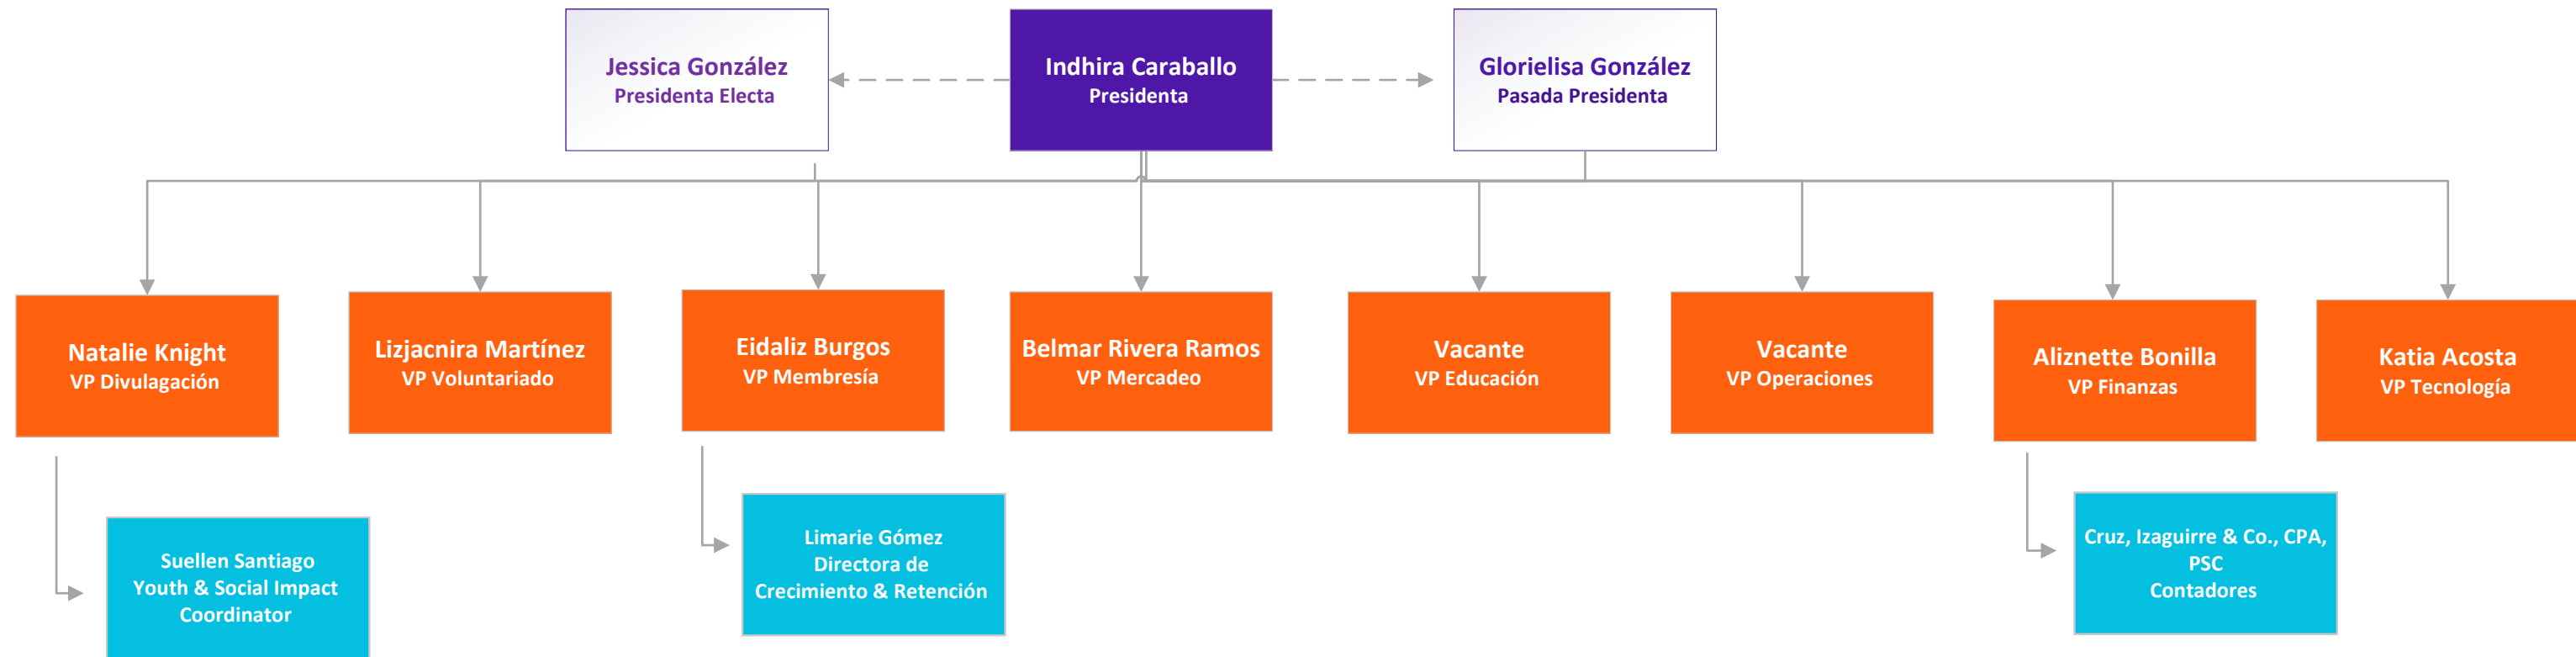 Jessica González
Presidenta Electa
Indhira Caraballo
Presidenta
Glorielisa González
Pasada Presidenta
Natalie Knight
VP Divulagación
Lizjacnira Martínez
VP Voluntariado
Eidaliz Burgos
VP Membresía
Belmar Rivera Ramos
VP Mercadeo
Vacante
VP Educación
Vacante
VP Operaciones
Aliznette Bonilla
VP Finanzas
Katia Acosta
VP Tecnología
Suellen Santiago
Youth & Social Impact
Coordinator
Limarie Gómez
Directora de
Crecimiento & Retención
Cruz, Izaguirre & Co., CPA,
PSC
Contadores